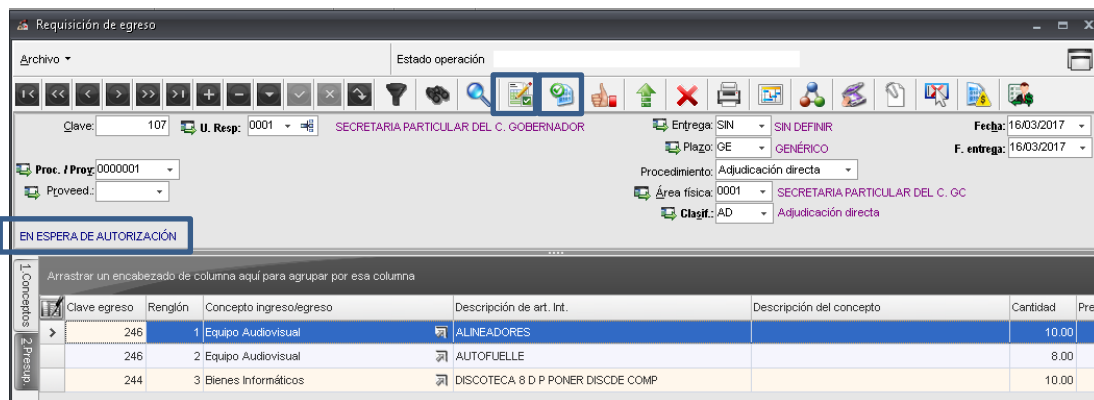 Requisición de egreso
Archivo Estado operación
Clave: 107 U. Resp: 0001 SECRETARIA PARTICULAR DEL C. GOBERNADOR Entrega: SIN SIN DEFINIR Fecha: 16/03/2017
Plazo: GE GENÉRICO F. entrega: 16/03/2017
Proc. / Proy: 0000001 Procedimiento: Adjudicación directa
Proveed.: Área física: 0001 SECRETARIA PARTICULAR DEL C. GC
Clasif.: AD Adjudicación directa
EN ESPERA DE AUTORIZACIÓN
1.Conceptos
2.Presup.
Arrastrar un encabezado de columna aquí para agrupar por esa columna
Clave egreso Renglón Concepto ingreso/egreso Descripción de art. Int. Descripción del concepto Cantidad Pre
246 1 Equipo Audiovisual ALINEADORES 10.00
246 2 Equipo Audiovisual AUTOFUELLE 8.00
244 3 Bienes Informáticos DISCOTECA 8 D P PONER DISCDE COMP 10.00